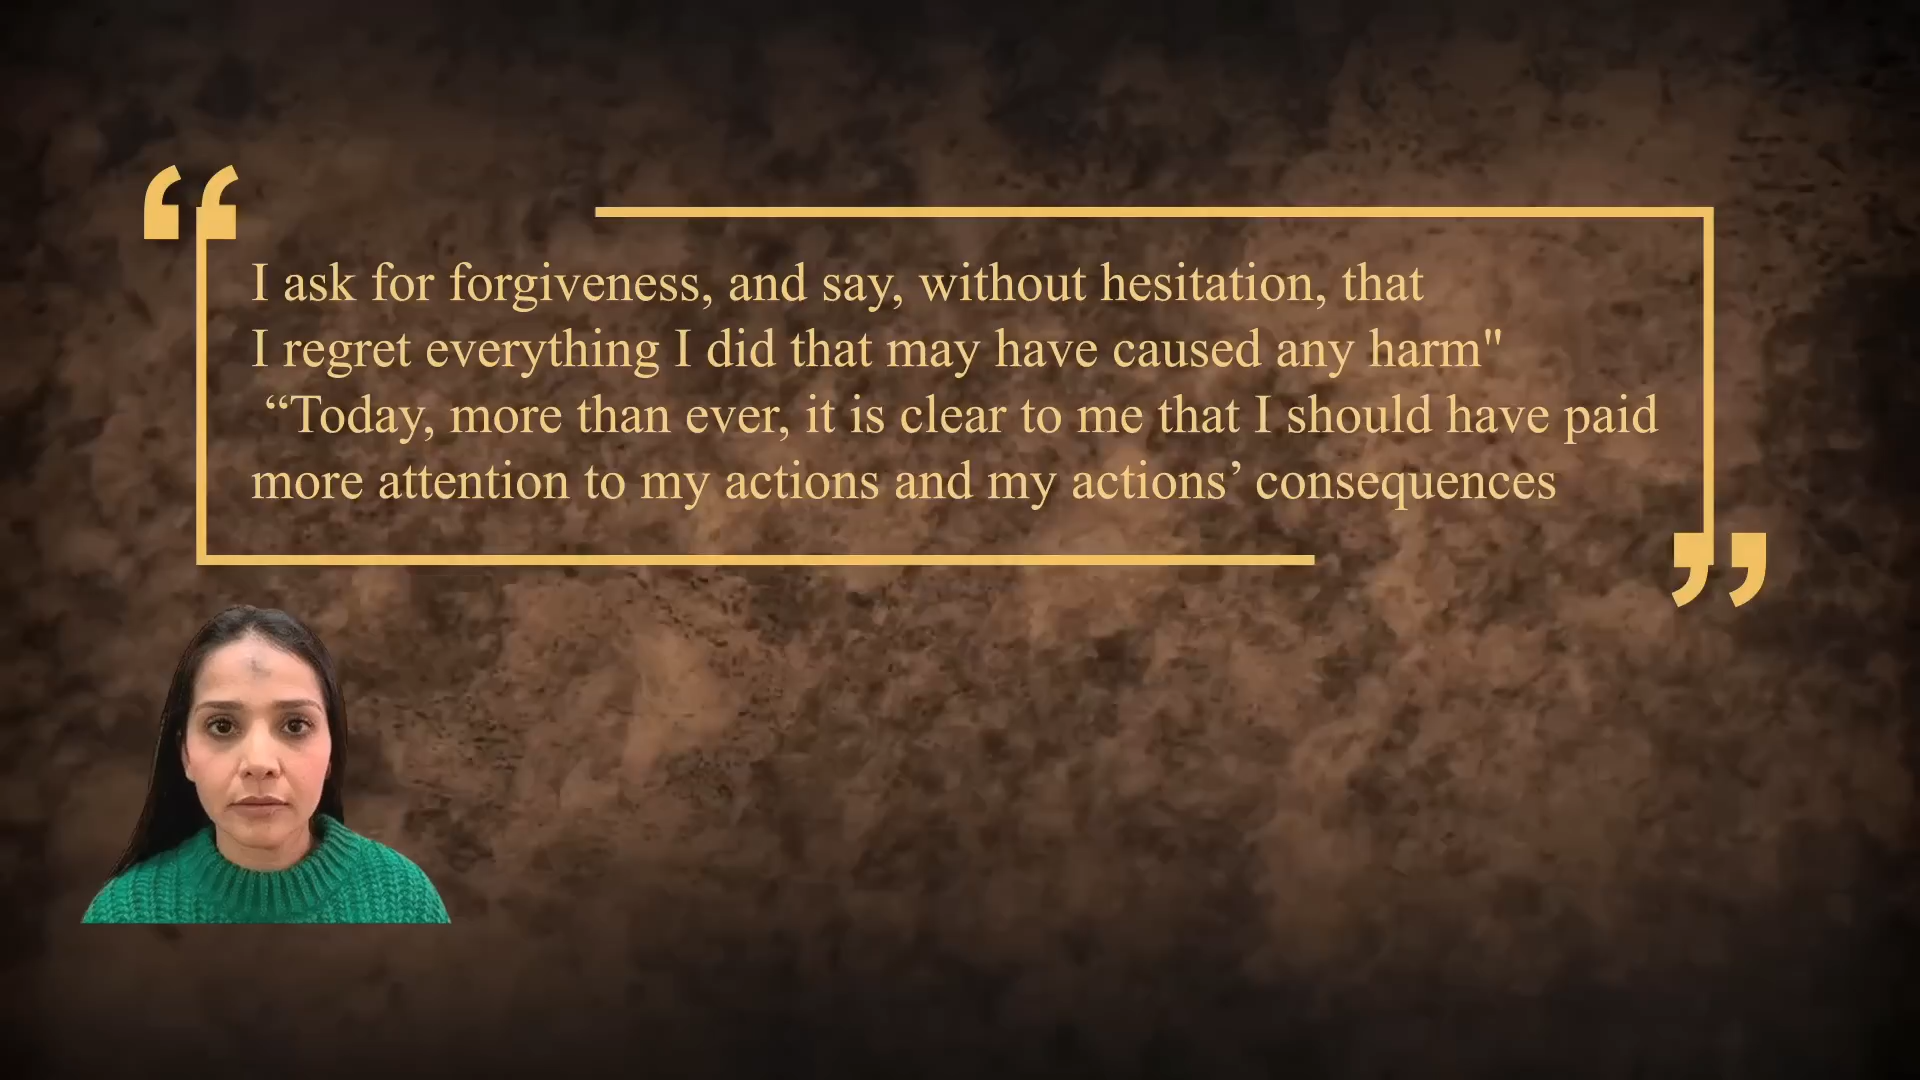 I ask for forgiveness, and say, without hesitation, that
I regret everything I did that may have caused any harm"
“Today, more than ever, it is clear to me that I should have paid
more attention to my actions and my actions’ consequences